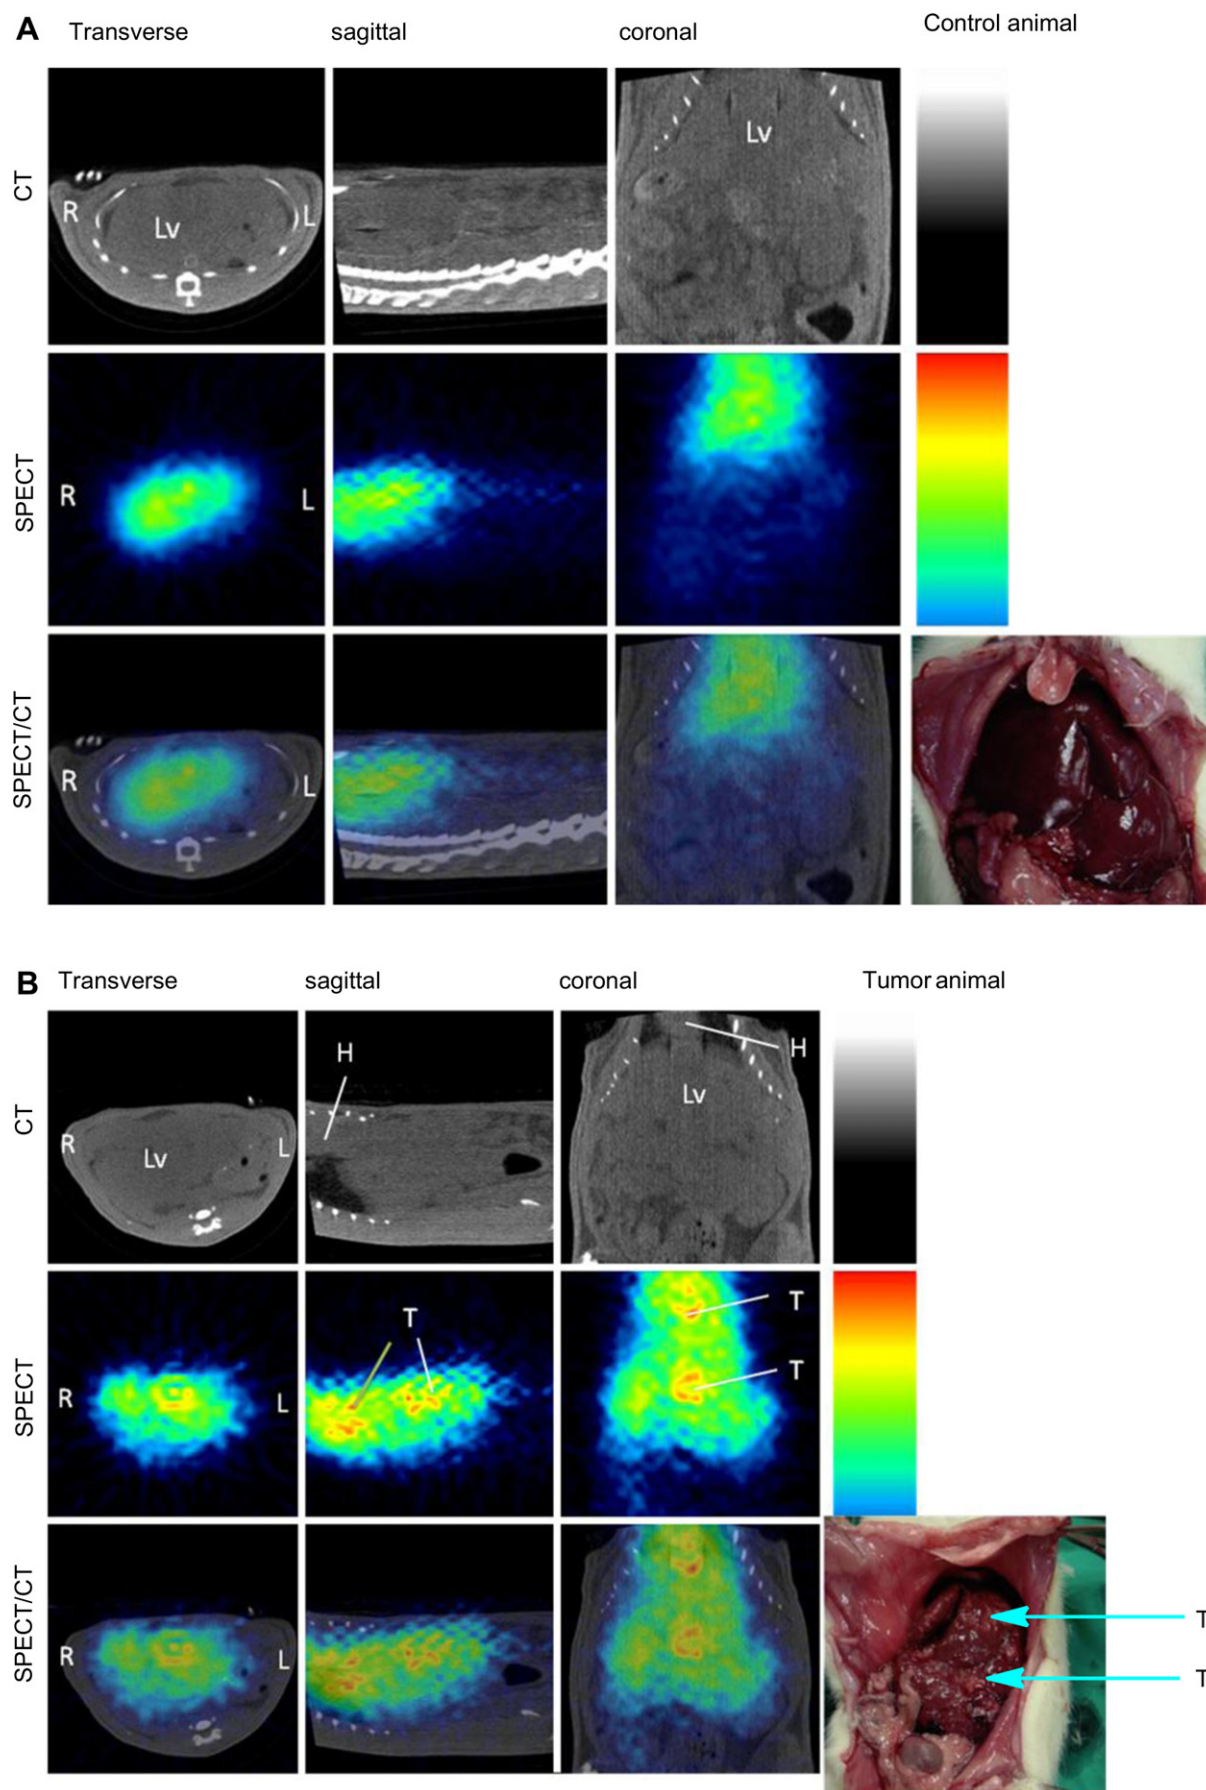 A Transverse sagittal coronal Control animal
CT
Lv
R Lv L
SPECT
R L
SPECT/CT
R L
B Transverse sagittal coronal Tumor animal
CT
H H
Lv
R Lv L
SPECT
T T
T
R L
SPECT/CT
T
R L
T